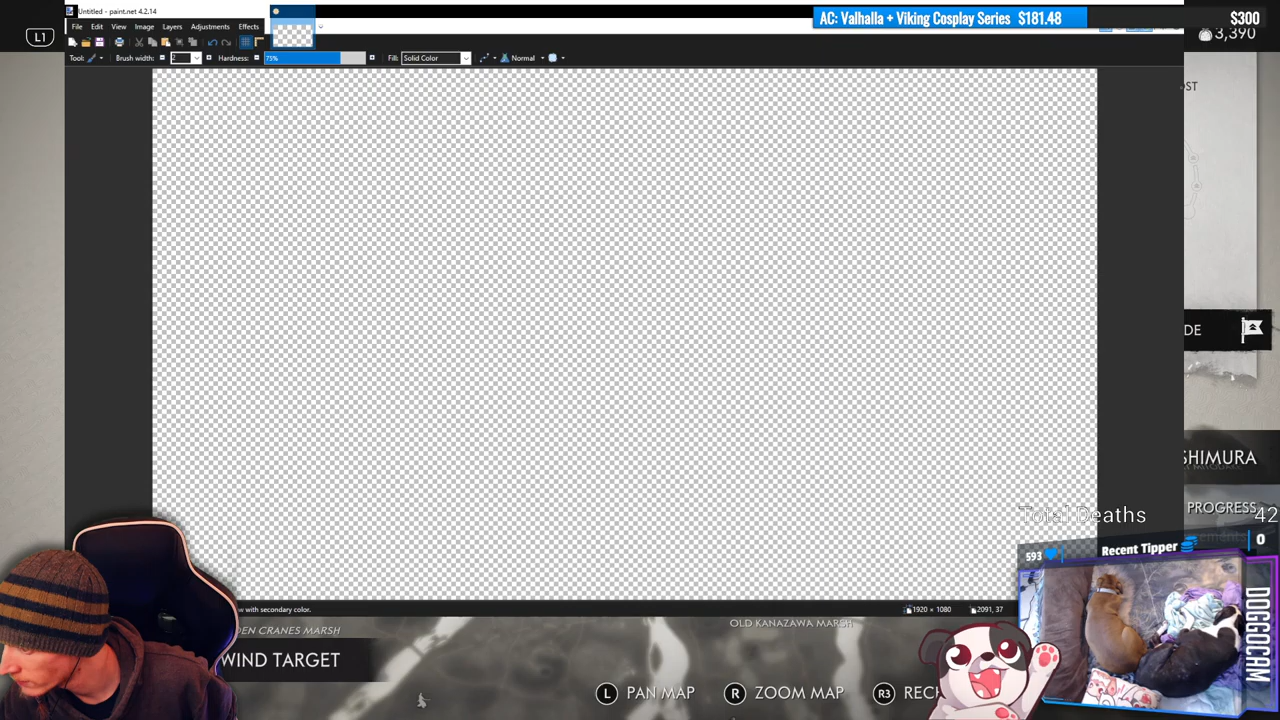 Untitled - paint.net 4.2.14
AC: Valhalla + Viking Cosplay Series $181.48
$300
L1
File Edit View Image Layers Adjustments Effects
3,390
Tool: Brush width: 2 Hardness: 75% Fill: Solid Color Normal
ST
DE
SHIMURA
PROGRESS
Total Deaths 42
593
Recent Tipper
0
w with secondary color.
1920 × 1080
2091, 37
DEN CRANES MARSH
OLD KANAZAWA MARSH
WIND TARGET
L PAN MAP
R ZOOM MAP
R3 REC
DOGGOCAM